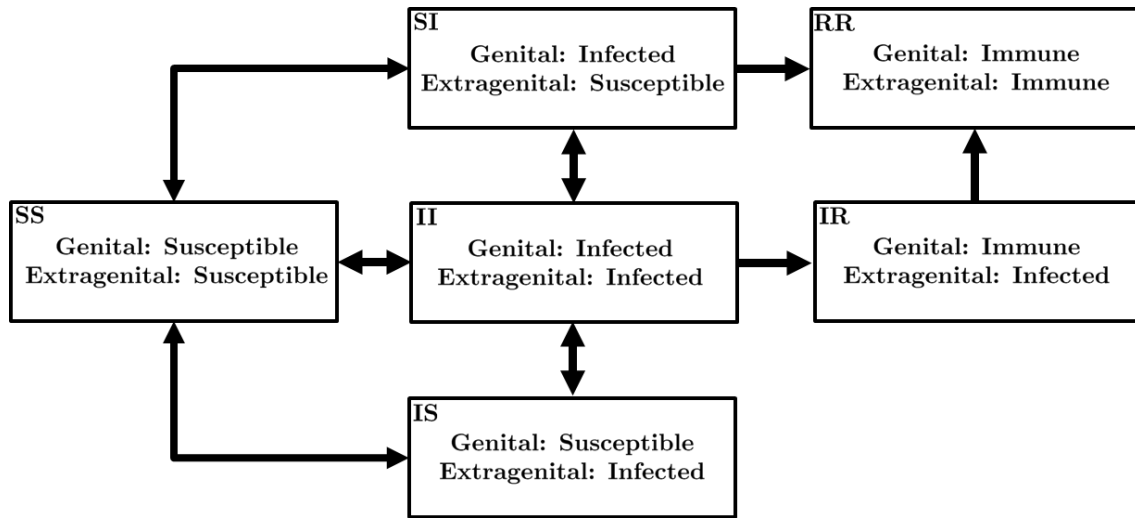 SI
Genital: Infected
Extragenital: Susceptible
RR
Genital: Immune
Extragenital: Immune
SS
Genital: Susceptible
Extragenital: Susceptible
II
Genital: Infected
Extragenital: Infected
IR
Genital: Immune
Extragenital: Infected
IS
Genital: Susceptible
Extragenital: Infected